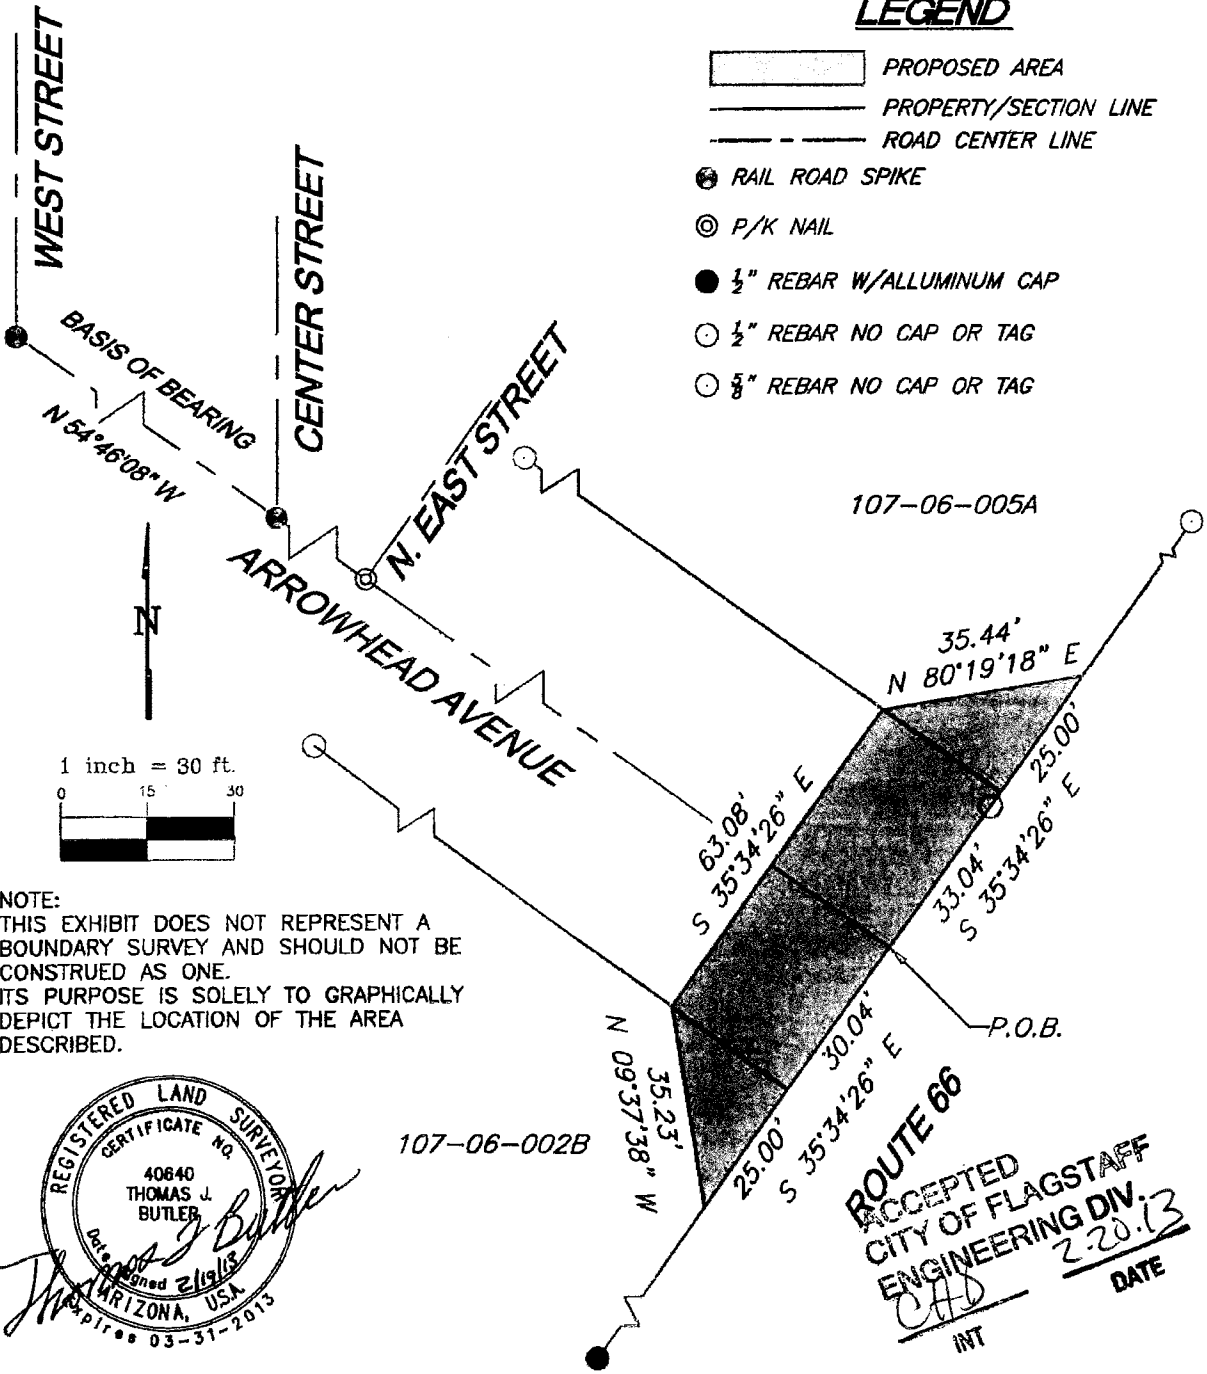 LEGEND
PROPOSED AREA
PROPERTY/SECTION LINE
ROAD CENTER LINE
RAIL ROAD SPIKE
P/K NAIL
½" REBAR W/ALLUMINUM CAP
½" REBAR NO CAP OR TAG
⅝" REBAR NO CAP OR TAG
WEST STREET
CENTER STREET
BASIS OF BEARING
N 54°46'08" W
N. EAST STREET
ARROWHEAD AVENUE
N
107-06-005A
35.44'
N 80°19'18" E
25.00'
63.08'
S 35°34'26" E
33.04'
S 35°34'26" E
1 inch = 30 ft.
0 15 30
NOTE:
THIS EXHIBIT DOES NOT REPRESENT A
BOUNDARY SURVEY AND SHOULD NOT BE
CONSTRUED AS ONE.
ITS PURPOSE IS SOLELY TO GRAPHICALLY
DEPICT THE LOCATION OF THE AREA
DESCRIBED.
P.O.B.
30.04'
S 35°34'26" E
25.00'
35.23'
N 09°37'38" W
107-06-002B
ROUTE 66
REGISTERED LAND SURVEYOR
CERTIFICATE NO.
40640
THOMAS J.
BUTLER
Date Signed 2/19/13
ARIZONA, USA
Expires 03-31-2013
Thomas J Butler
ACCEPTED
CITY OF FLAGSTAFF
ENGINEERING DIV.
2-20-13
INT
DATE